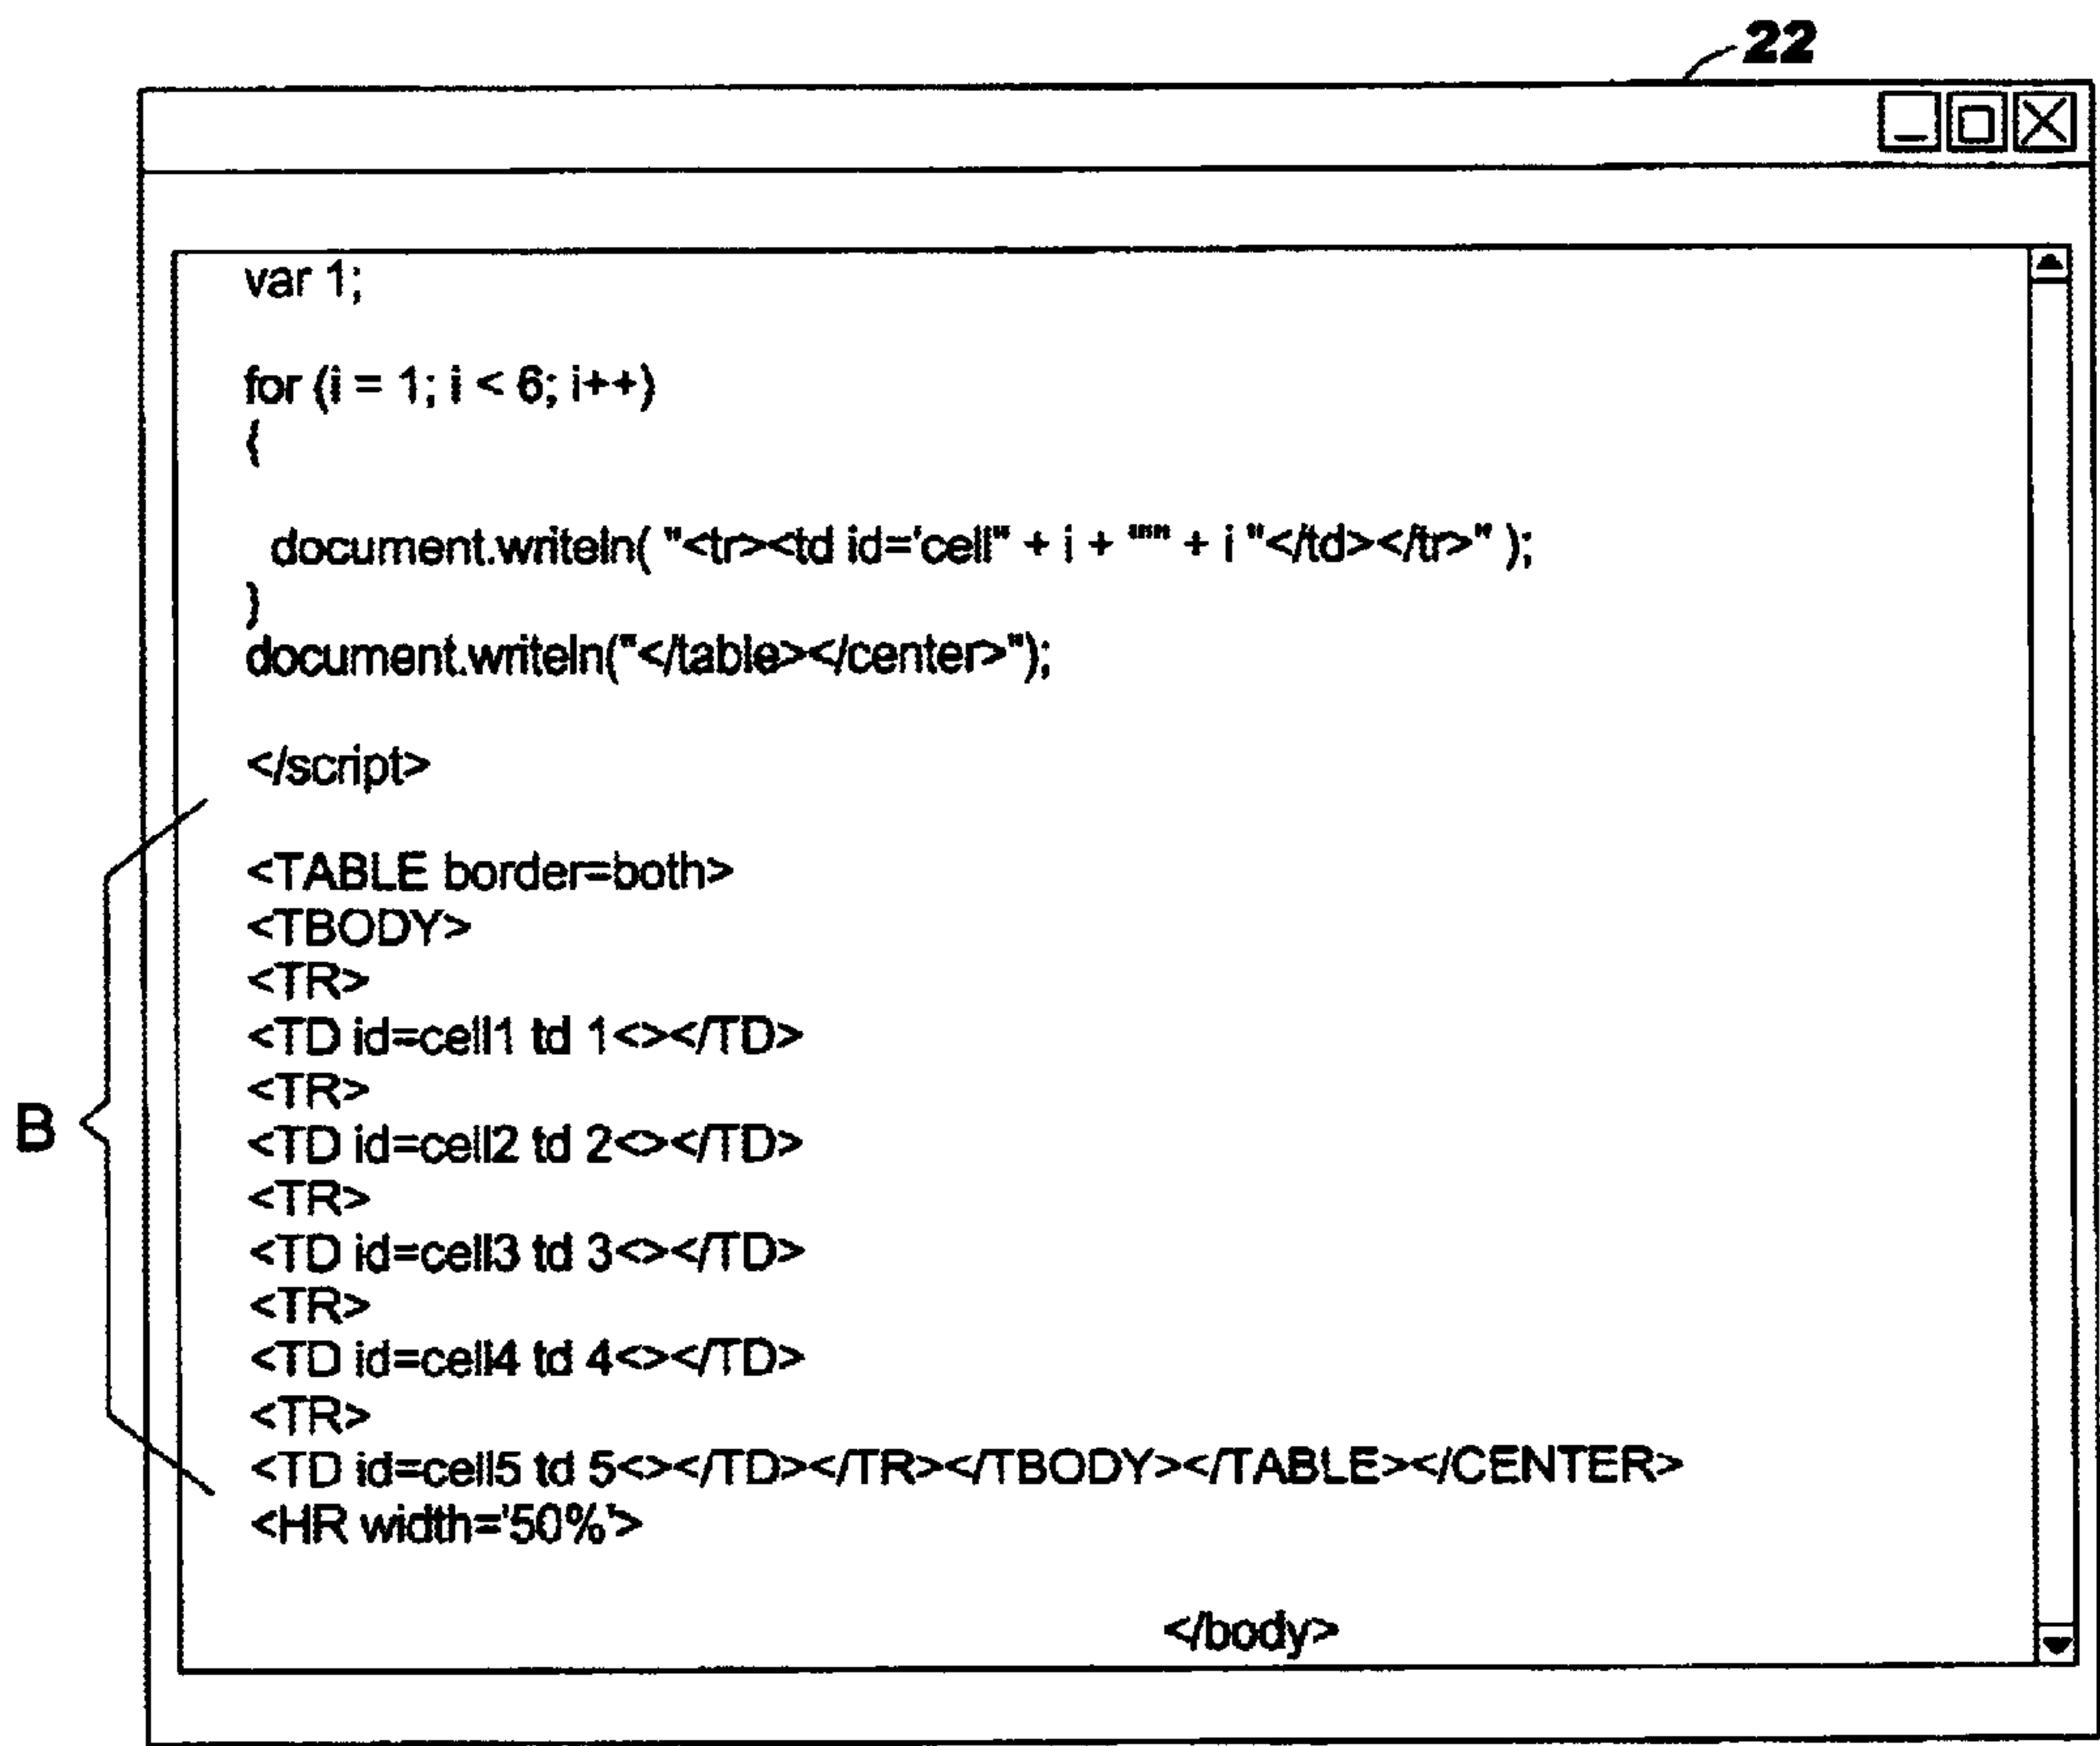 22
var 1;
for (i = 1; i < 6; i++)
{
document.writeln( "<tr><td id='cell" + i + "'" + i "</td></tr>" );
}
document.writeln("</table></center>");
</script>
<TABLE border=both>
<TBODY>
<TR>
<TD id=cell1 td 1<></TD>
<TR>
B
<TD id=cell2 td 2<></TD>
<TR>
<TD id=cell3 td 3<></TD>
<TR>
<TD id=cell4 td 4<></TD>
<TR>
<TD id=cell5 td 5<></TD></TR></TBODY></TABLE></CENTER>
<HR width='50%'>
</body>